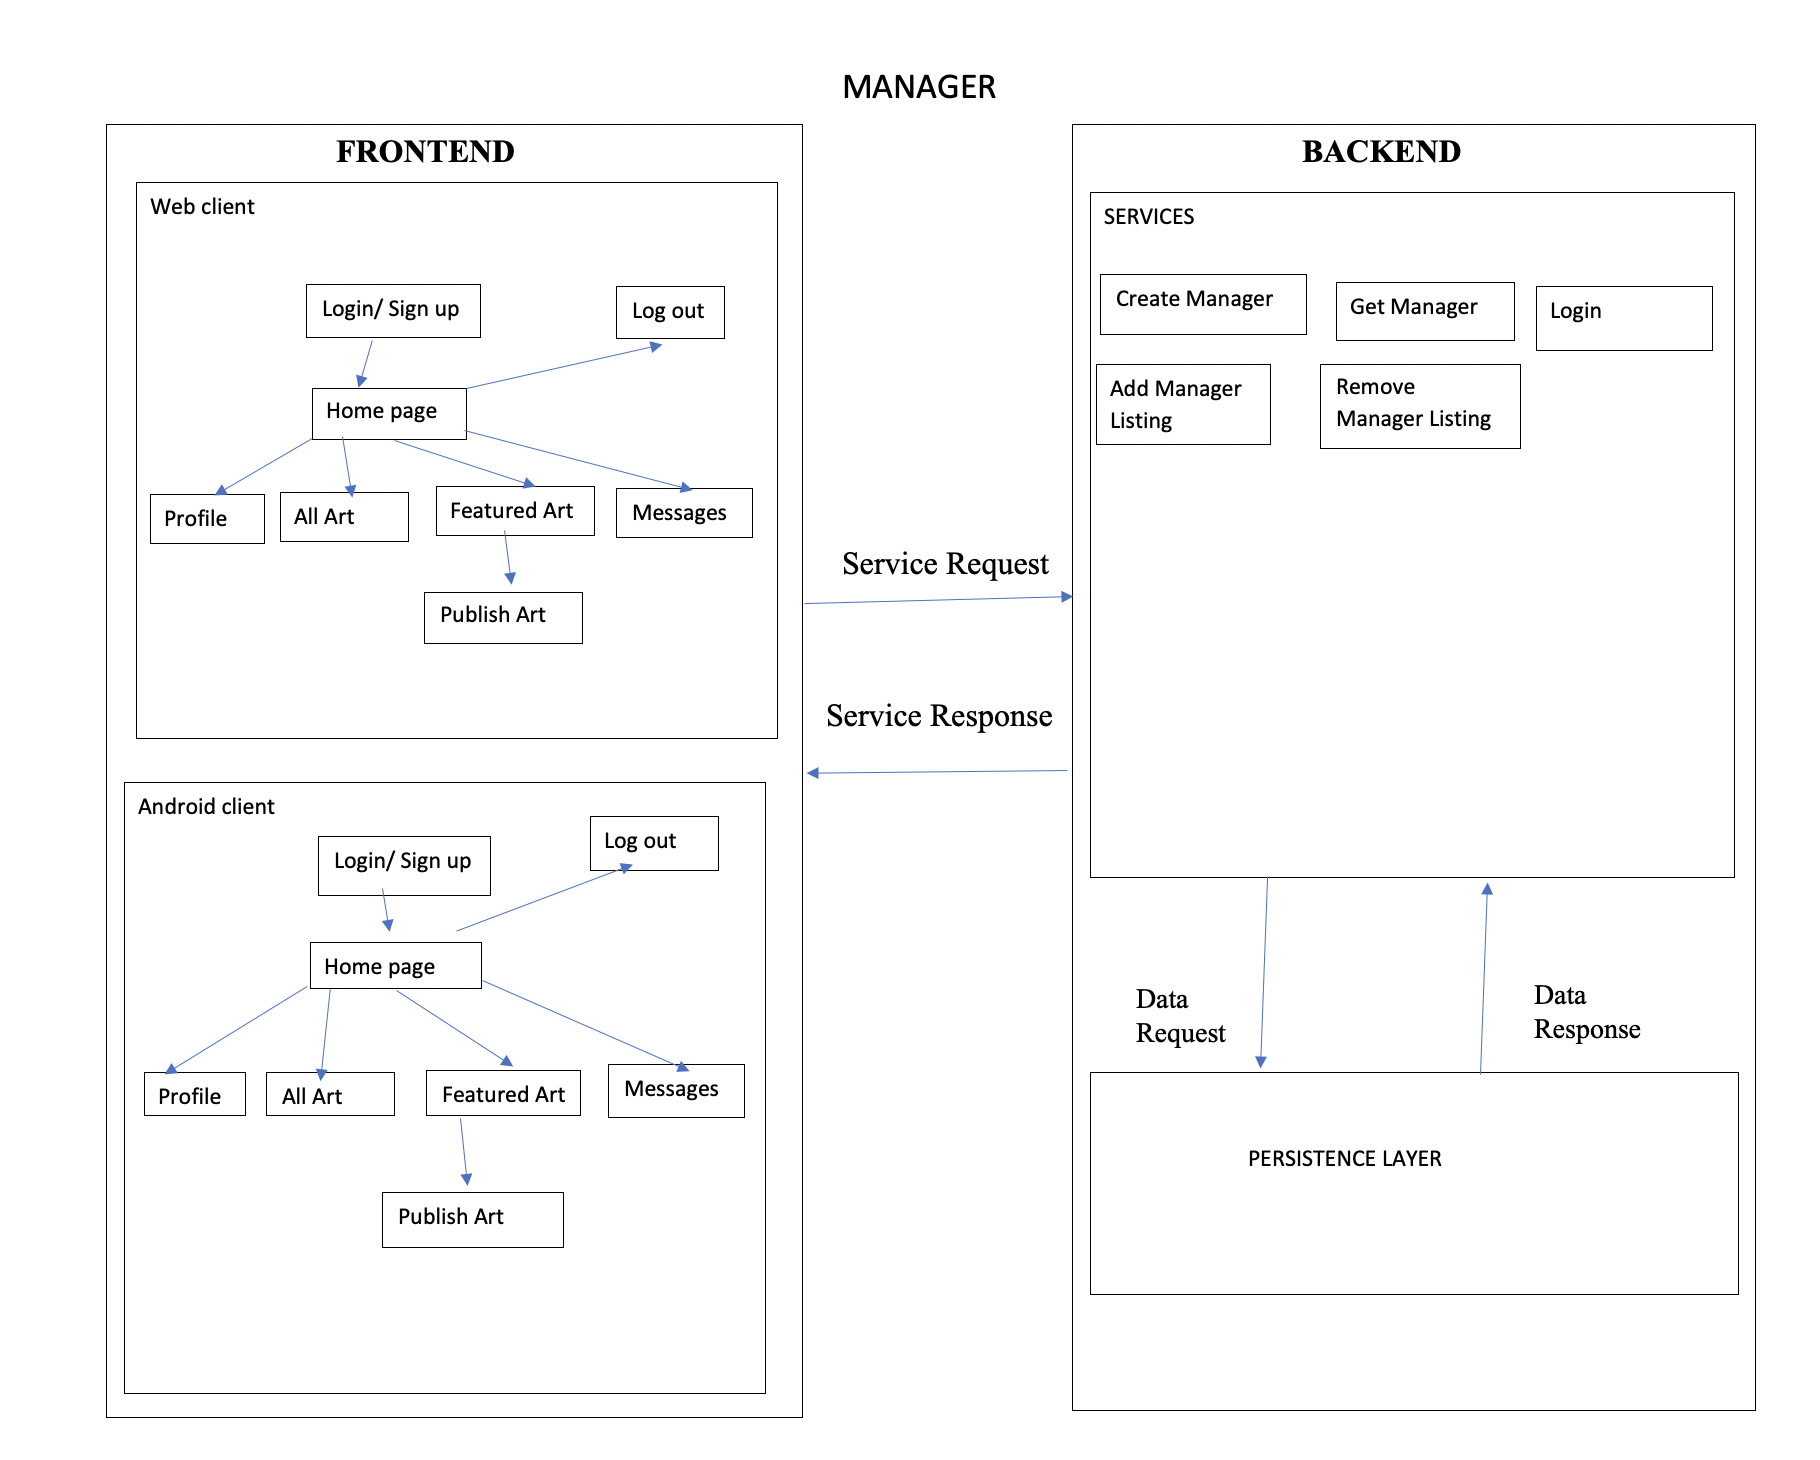 MANAGER
FRONTEND
Web client
Login/ Sign up
Log out
Home page
Profile
All Art
Featured Art
Messages
Publish Art
Android client
Login/ Sign up
Log out
Home page
Profile
All Art
Featured Art
Messages
Publish Art
Service Request
Service Response
BACKEND
SERVICES
Create Manager
Get Manager
Login
Add Manager
Listing
Remove
Manager Listing
Data
Request
Data
Response
PERSISTENCE LAYER